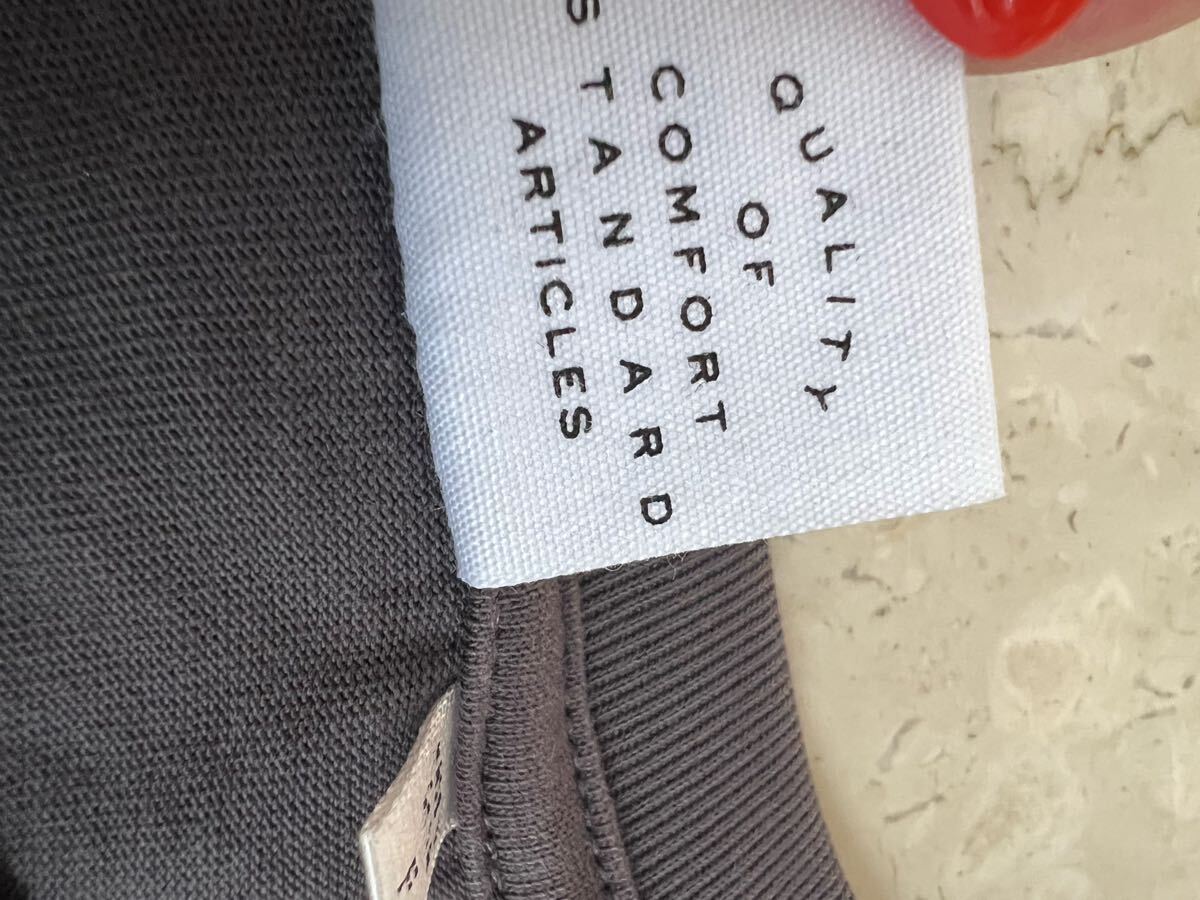 QUALITY
OF
COMFORT
STANDARD
ARTICLES